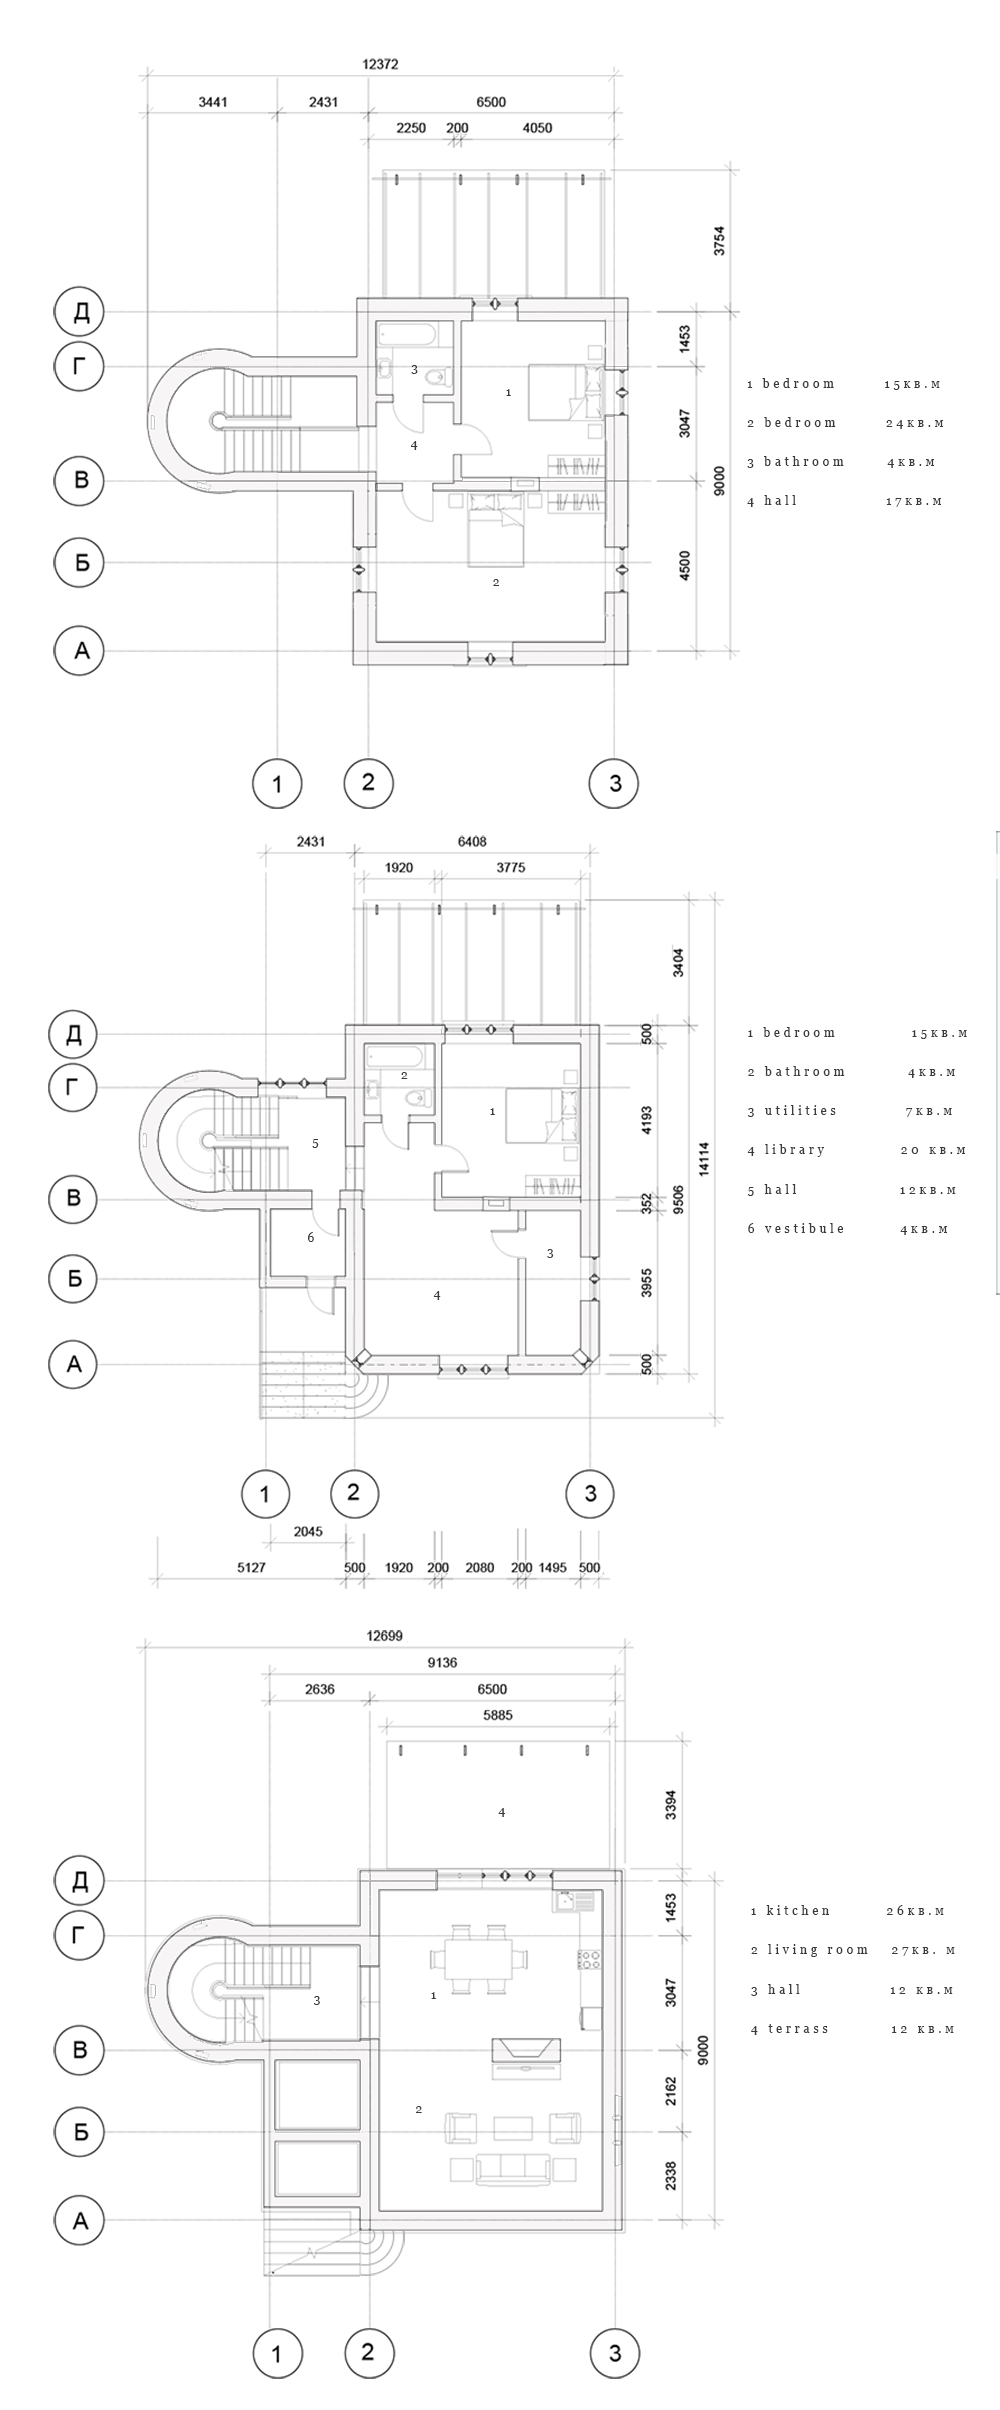 12372
3441 2431 6500
2250 200 4050
3754
Д
1453
Г
3
1
1 bedroom 15кв.м
3047
2 bedroom 24кв.м
4
3 bathroom 4кв.м
В
9000
4 hall 17кв.м
Б
4500
2
А
1 2 3
2431 6408
1920 3775
3404
Д
500
1 bedroom 15кв.м
2
2 bathroom 4кв.м
Г
1
3 utilities 7кв.м
4193
5
4 library 20 кв.м
14114
5 hall 12кв.м
В
352
9506
6 vestibule 4кв.м
6
3
Б
3955
4
А
500
1 2 3
2045
5127 500 1920 200 2080 200 1495 500
12699
9136
2636 6500
5885
3394
4
Д
1453
1 kitchen 26кв.м
Г
2 living room 27кв. м
3047
3 hall 12 кв.м
3
1
4 terrass 12 кв.м
В
9000
2162
2
Б
2338
А
1 2 3